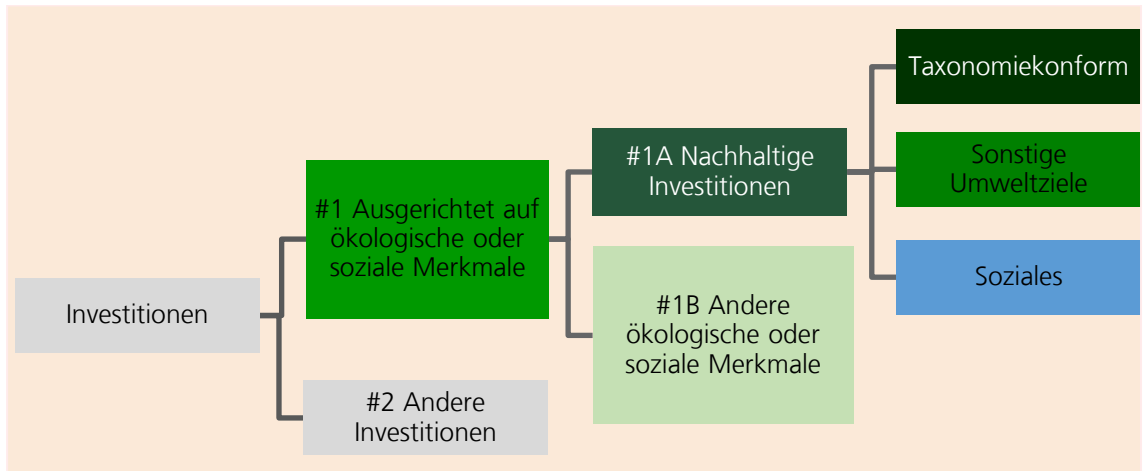 Investitionen
#1 Ausgerichtet auf
ökologische oder
soziale Merkmale
#2 Andere
Investitionen
#1A Nachhaltige
Investitionen
#1B Andere
ökologische oder
soziale Merkmale
Taxonomiekonform
Sonstige
Umweltziele
Soziales